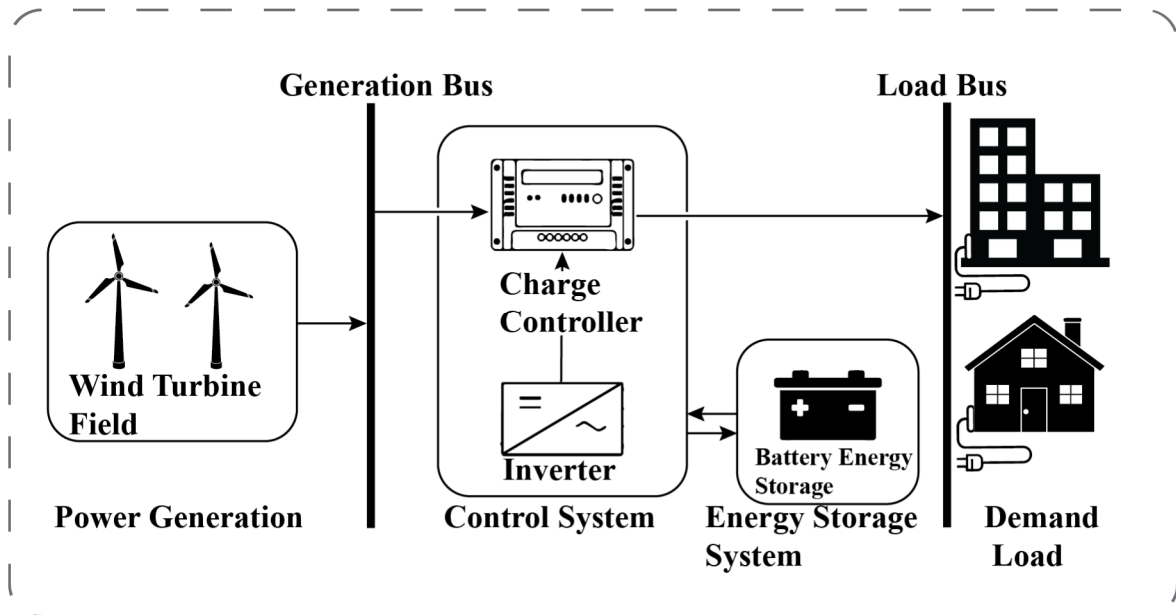 Generation Bus
Load Bus
Charge
Controller
Wind Turbine
Field
Inverter
Battery Energy
Storage
Power Generation
Control System
Energy Storage
System
Demand
Load